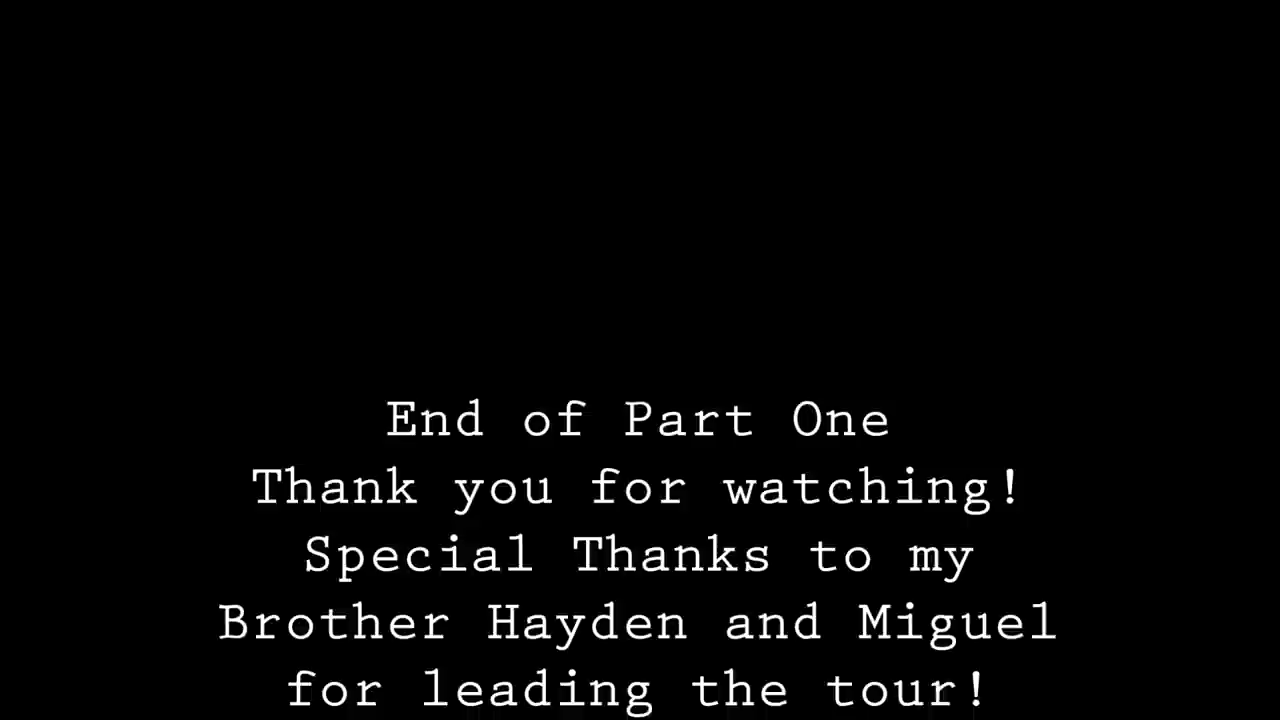 End of Part One
Thank you for watching!
Special Thanks to my
Brother Hayden and Miguel
for leading the tour!